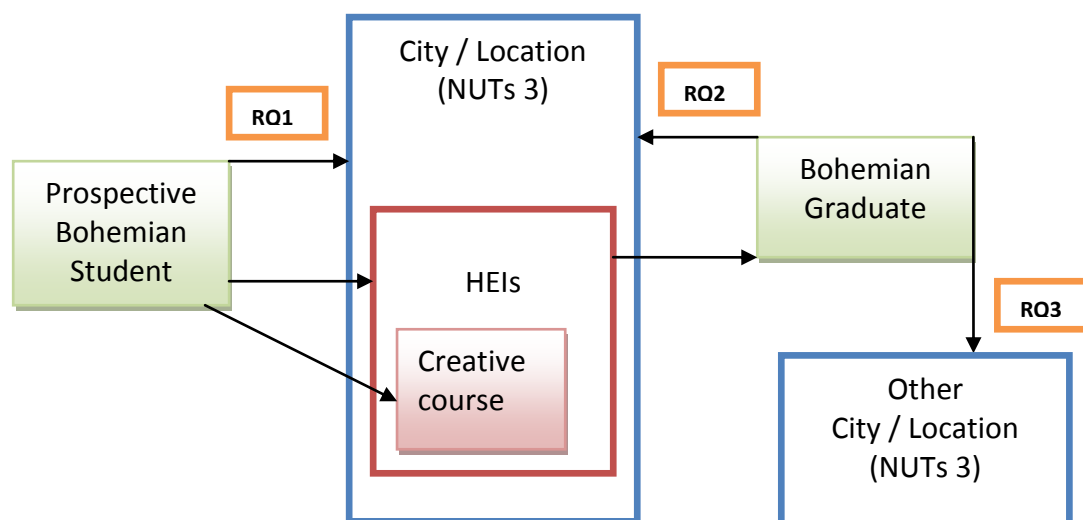 City / Location
(NUTs 3)
RQ1
RQ2
Prospective
Bohemian
Student
Bohemian
Graduate
HEIs
Creative
course
RQ3
Other
City / Location
(NUTs 3)